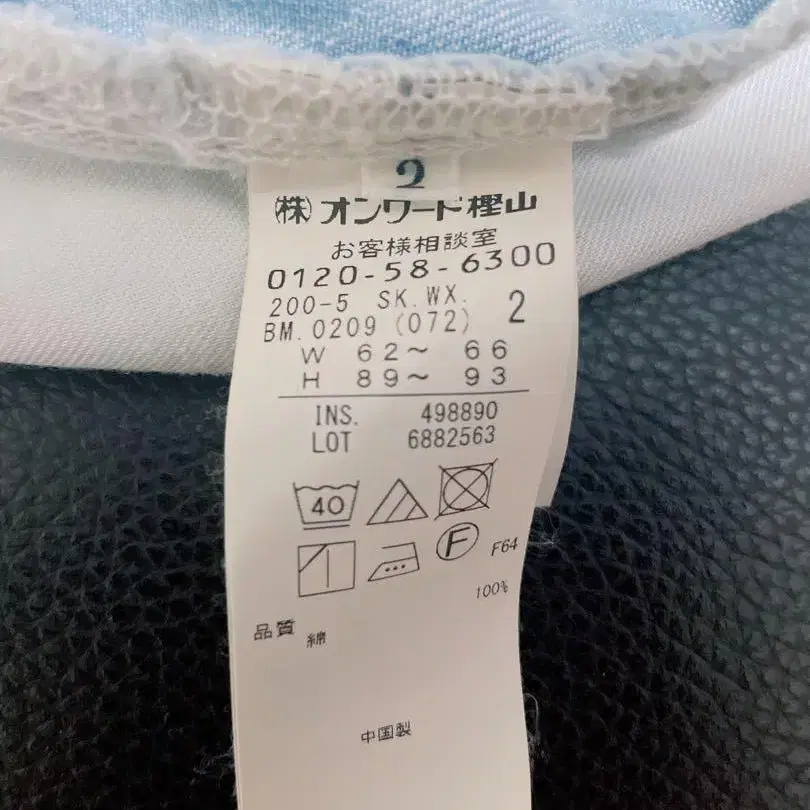 2
(株)オンワード樫山
お客様相談室
0120-58-6300
200-5 SK.WX.
BM.0209 (072) 2
W 62〜 66
H 89〜 93
INS. 498890
LOT 6882563
40
F F64
100%
品質 綿
中国製